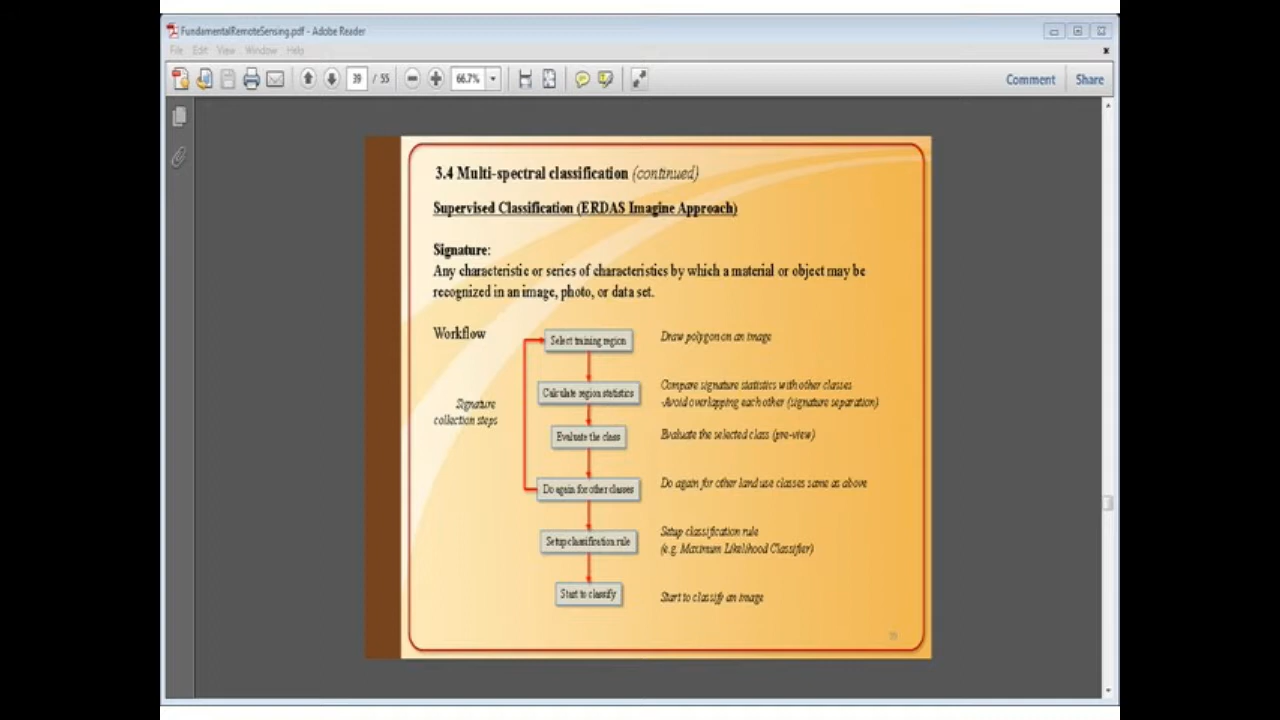 FundamentalRemoteSensing.pdf - Adobe Reader
File Edit View Window Help
39 / 55 66.7% Comment Share
3.4 Multi-spectral classification (continued)
Supervised Classification (ERDAS Imagine Approach)
Signature:
Any characteristic or series of characteristics by which a material or object may be
recognized in an image, photo, or data set.
Workflow
Select training region
Draw polygon on an image
Calculate region statistics
Compare signature statistics with other classes
-Avoid overlapping each other (signature separation)
Signature
collection steps
Evaluate the class
Evaluate the selected class (pre-view)
Do again for other classes
Do again for other land use classes same as above
Setup classification rule
Setup classification rule
(e.g. Maximum Likelihood Classifier)
Start to classify
Start to classify an image